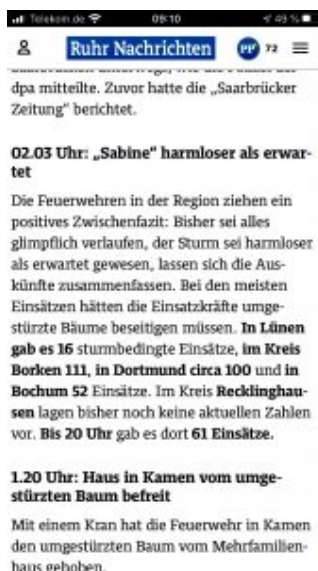 Telekom.de 09:10 49 %
Ruhr Nachrichten PP 72
dpa mitteilte. Zuvor hatte die „Saarbrücker
Zeitung“ berichtet.
02.03 Uhr: „Sabine“ harmloser als erwar-
tet
Die Feuerwehren in der Region ziehen ein
positives Zwischenfazit: Bisher sei alles
glimpflich verlaufen, der Sturm sei harmloser
als erwartet gewesen, lassen sich die Aus-
künfte zusammenfassen. Bei den meisten
Einsätzen hätten die Einsatzkräfte umge-
stürzte Bäume beseitigen müssen. In Lünen
gab es 16 sturmbedingte Einsätze, im Kreis
Borken 111, in Dortmund circa 100 und in
Bochum 52 Einsätze. Im Kreis Recklinghau-
sen lagen bisher noch keine aktuellen Zahlen
vor. Bis 20 Uhr gab es dort 61 Einsätze.
1.20 Uhr: Haus in Kamen vom umge-
stürzten Baum befreit
Mit einem Kran hat die Feuerwehr in Kamen
den umgestürzten Baum vom Mehrfamilien-
haus gehoben.